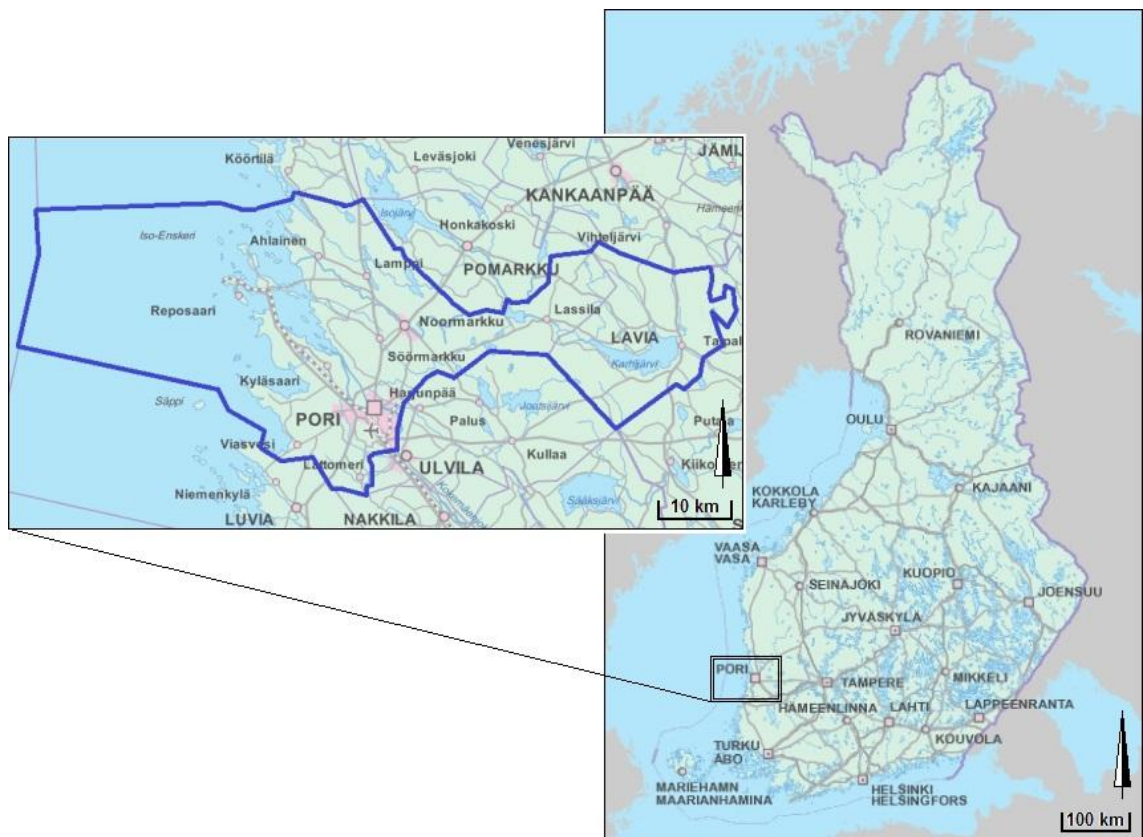 Köörtilä
Leväsjoki
Venesjärvi
JÄMIJ
KANKAANPÄÄ
Hämeen
Isojärvi
Iso-Enskeri
Honkakoski
Vihteljärvi
Ahlainen
Lamppi
POMARKKU
Reposaari
Noormarkku
Lassila
LAVIA
Taipal
Söörmarkku
Karhijärvi
Kyläsaari
Säppi
Harjunpää
Joutsijärvi
PORI
Palus
Viasvesi
Kullaa
Lattomeri
ULVILA
Niemenkylä
Sääksjärvi
LUVIA
NAKKILA
10 km
ROVANIEMI
OULU
KAJAANI
KOKKOLA
KARLEBY
VAASA
VASA
SEINÄJOKI
KUOPIO
JOENSUU
JYVÄSKYLÄ
PORI
TAMPERE
MIKKELI
HÄMEENLINNA
LAHTI
LAPPEENRANTA
KOUVOLA
TURKU
ÅBO
MARIEHAMN
MAARIANHAMINA
HELSINKI
HELSINGFORS
100 km